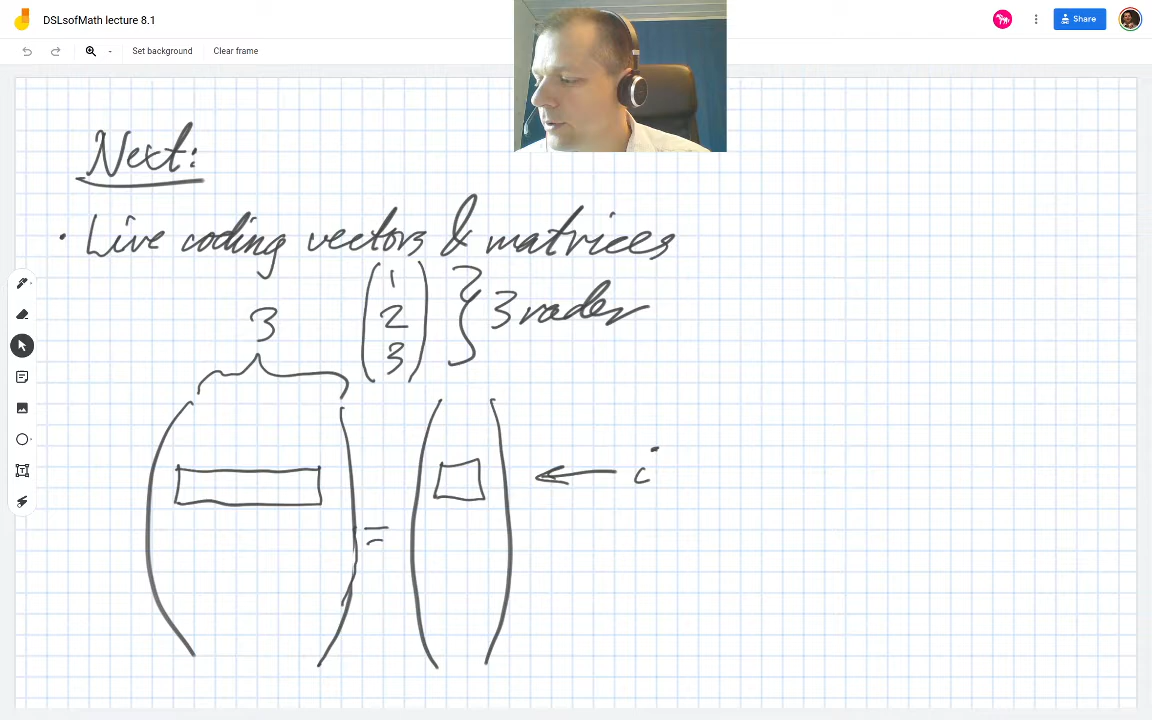 DSLsofMath lecture 8.1
Share
Set background
Clear frame
Next:
• Live coding vectors & matrices
3
1
2
3
3 rader
=
i